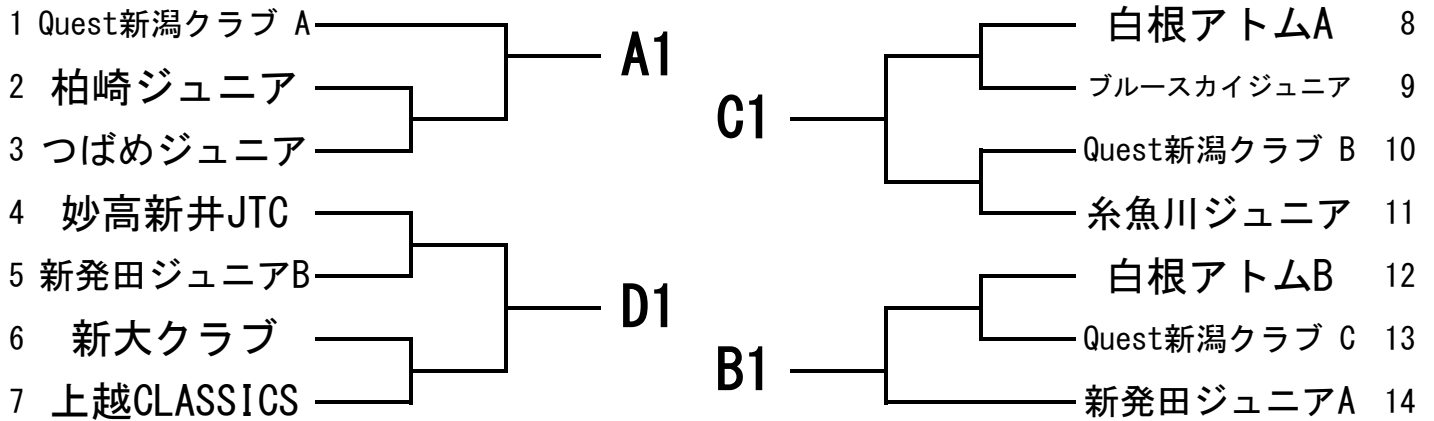 1 Quest新潟クラブ A
2 柏崎ジュニア
3 つばめジュニア
A1
4 妙高新井JTC
5 新発田ジュニアB
6 新大クラブ
7 上越CLASSICS
D1
白根アトムA 8
ブルースカイジュニア 9
Quest新潟クラブ B 10
糸魚川ジュニア 11
C1
白根アトムB 12
Quest新潟クラブ C 13
新発田ジュニアA 14
B1